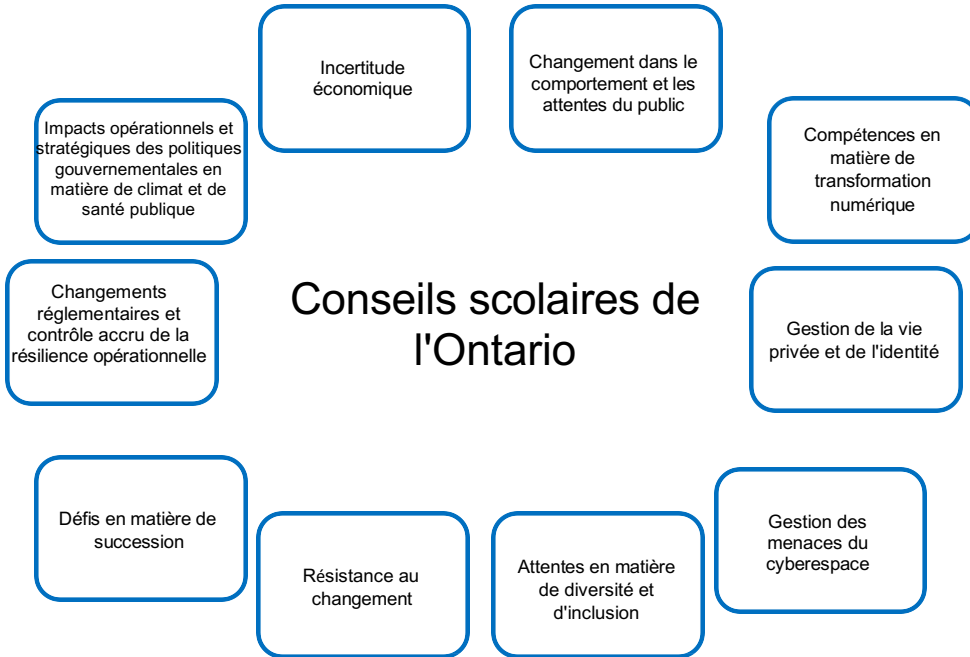 Incertitude
économique
Changement dans le
comportement et les
attentes du public
Impacts opérationnels et
stratégiques des politiques
gouvernementales en
matière de climat et de
santé publique
Compétences en
matière de
transformation
numérique
Changements
réglementaires et
contrôle accru de la
résilience opérationnelle
Conseils scolaires de
l'Ontario
Gestion de la vie
privée et de l'identité
Défis en matière de
succession
Résistance au
changement
Attentes en matière
de diversité et
d'inclusion
Gestion des
menaces du
cyberespace